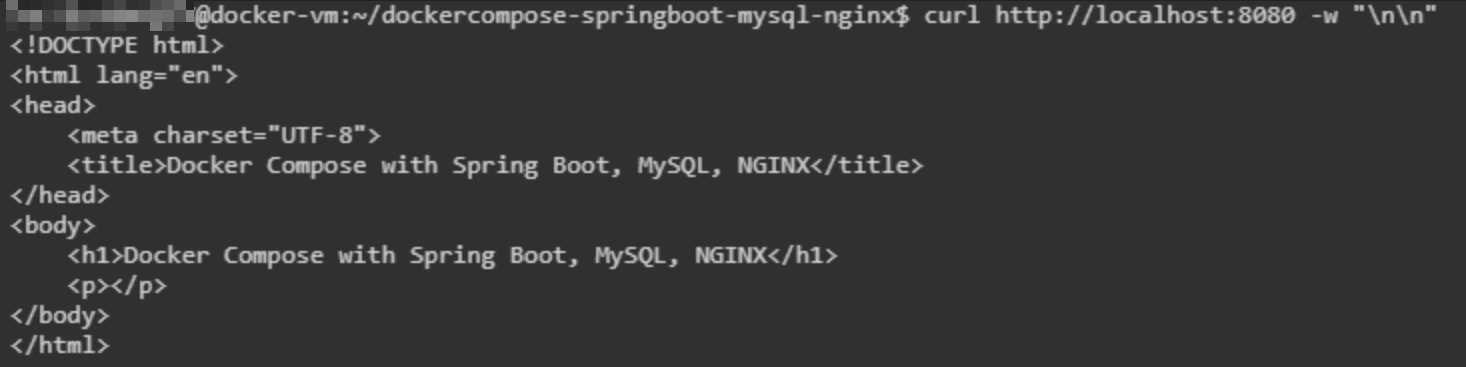 @docker-vm:~/dockercompose-springboot-mysql-nginx$ curl http://localhost:8080 -w "\n\n"
<!DOCTYPE html>
<html lang="en">
<head>
    <meta charset="UTF-8">
    <title>Docker Compose with Spring Boot, MySQL, NGINX</title>
</head>
<body>
    <h1>Docker Compose with Spring Boot, MySQL, NGINX</h1>
    <p></p>
</body>
</html>